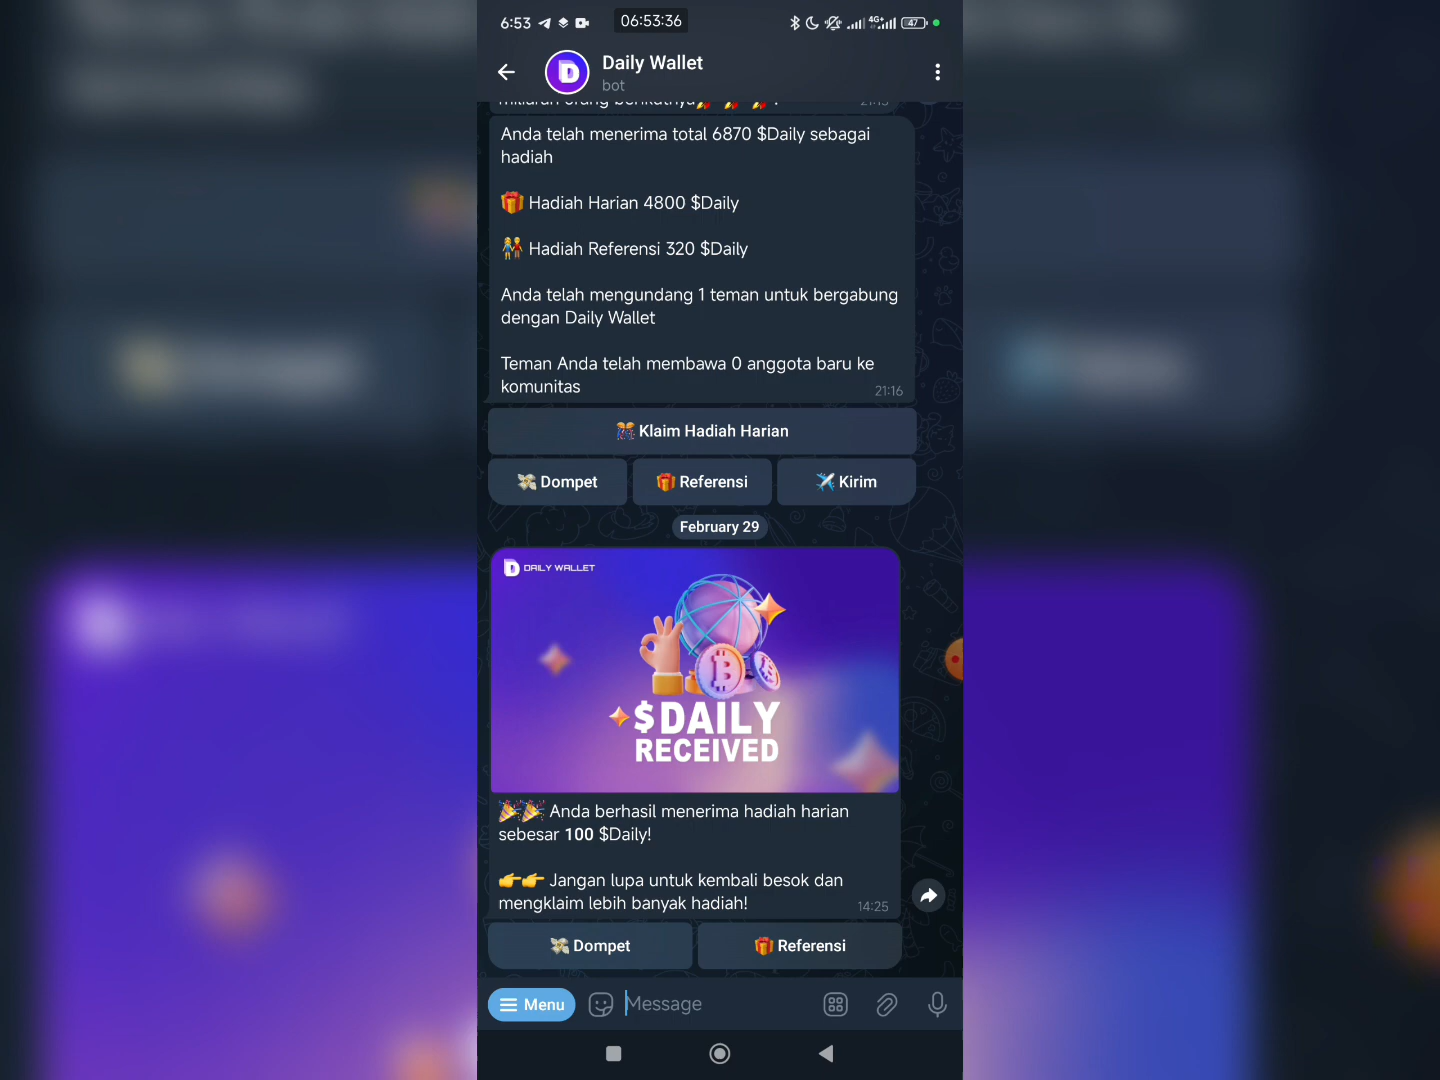 6:53
06:53:36
4G+
47
Daily Wallet
bot
21:15
Anda telah menerima total 6870 $Daily sebagai
hadiah
Hadiah Harian 4800 $Daily
Hadiah Referensi 320 $Daily
Anda telah mengundang 1 teman untuk bergabung
dengan Daily Wallet
Teman Anda telah membawa 0 anggota baru ke
komunitas
21:16
Klaim Hadiah Harian
Dompet
Referensi
Kirim
February 29
DAILY WALLET
$DAILY
RECEIVED
Anda berhasil menerima hadiah harian
sebesar 100 $Daily!
Jangan lupa untuk kembali besok dan
mengklaim lebih banyak hadiah!
14:25
Dompet
Referensi
Menu
Message